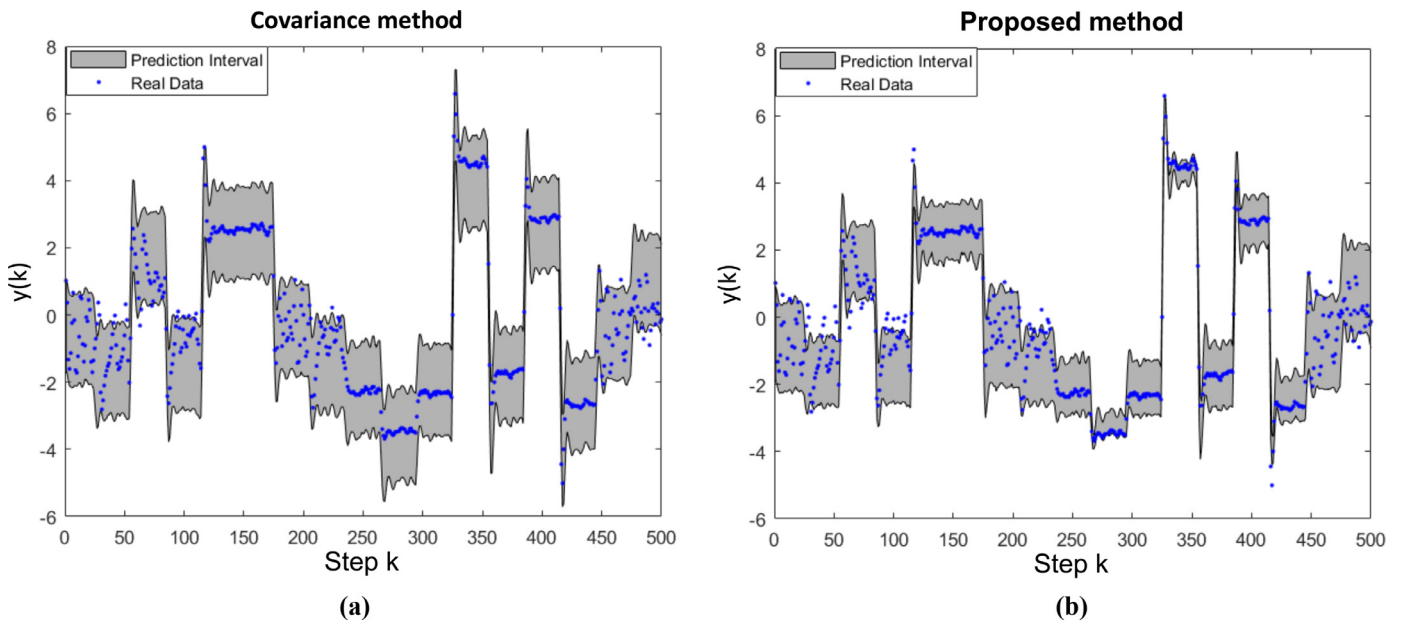 Covariance method
Prediction Interval
Real Data
y(k)
8
6
4
2
0
-2
-4
-6
0 50 100 150 200 250 300 350 400 450 500
Step k
(a)
Proposed method
Prediction Interval
Real Data
y(k)
8
6
4
2
0
-2
-4
-6
0 50 100 150 200 250 300 350 400 450 500
Step k
(b)